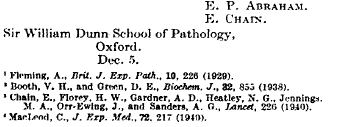 E. P. ABRAHAM.
E. CHAIN.
Sir William Dunn School of Pathology,
Oxford.
Dec. 5.
¹ Fleming, A., Brit. J. Exp. Path., 10, 226 (1929).
² Booth, V. H., and Green, D. E., Biochem. J., 32, 855 (1938).
³ Chain, E., Florey, H. W., Gardner, A. D., Heatley, N. G., Jennings
M. A., Orr-Ewing, J., and Sanders, A. G., Lancet, 226 (1940).
⁴ MacLeod, C., J. Exp. Med., 72, 217 (1940).